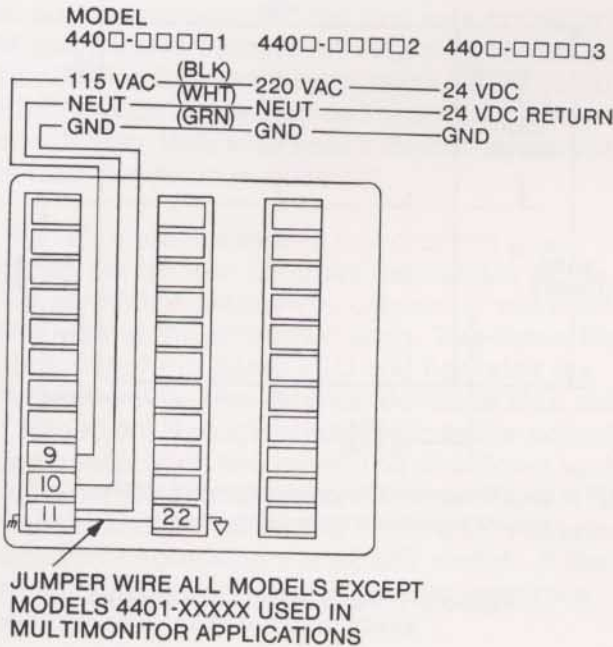 MODEL
440□-□□□□1 440□-□□□□2 440□-□□□□3
115 VAC (BLK) 220 VAC 24 VDC
NEUT (WHT) NEUT 24 VDC RETURN
GND (GRN) GND GND
9
10
11 22
JUMPER WIRE ALL MODELS EXCEPT
MODELS 4401-XXXXX USED IN
MULTIMONITOR APPLICATIONS